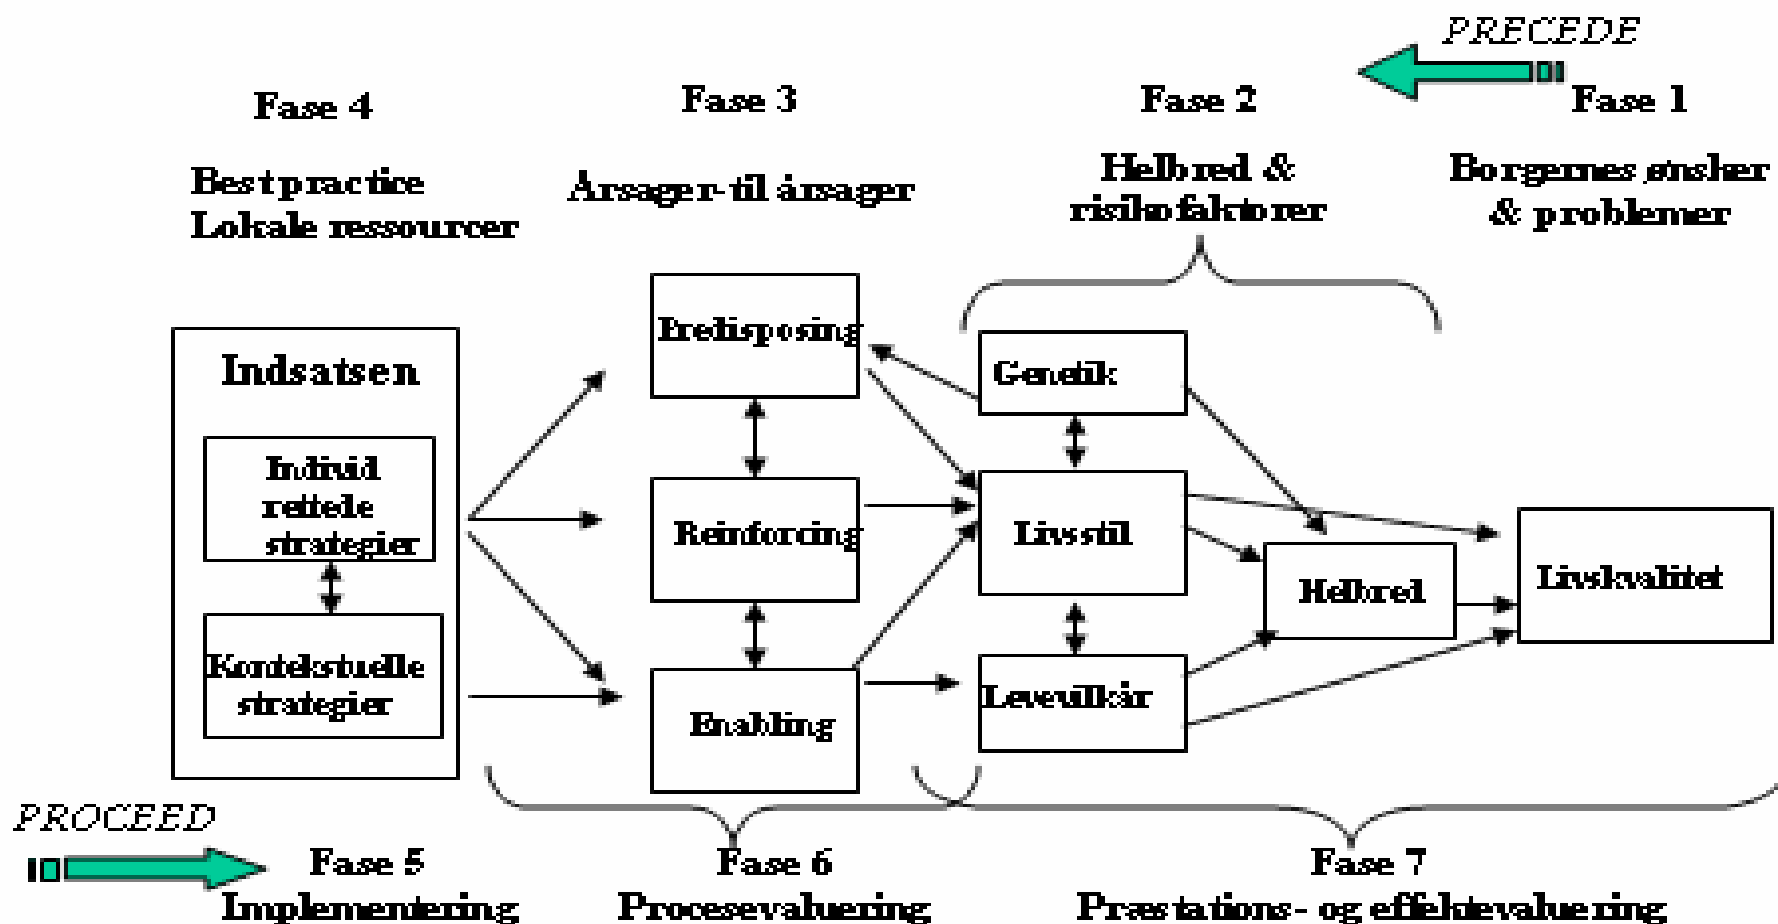 PRECEDE
Fase 4
Fase 3
Fase 2
Fase 1
Best practice
Lokale ressourcer
Årsager-til årsager
Helbred &
risikofaktorer
Borgernes ønsker
& problemer
Indsatsen
Individ
rettede
strategier
Kontekstuelle
strategier
Predisposing
Reinforcing
Enabling
Genetik
Livsstil
Levevilkår
Helbred
Livskvalitet
PROCEED
Fase 5
Implementering
Fase 6
Procesevaluering
Fase 7
Præstations- og effektevaluering